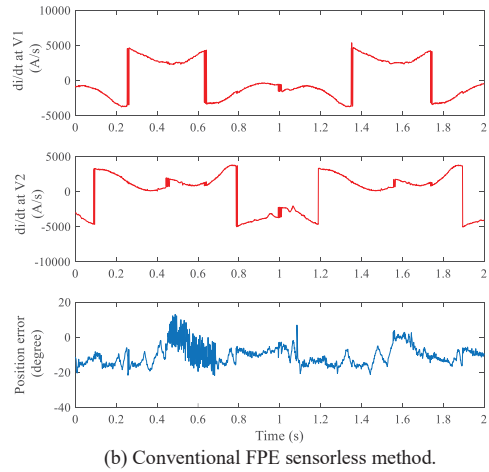 di/dt at V1
(A/s)
10000
5000
0
-5000
0 0.2 0.4 0.6 0.8 1 1.2 1.4 1.6 1.8 2
di/dt at V2
(A/s)
5000
0
-5000
-10000
0 0.2 0.4 0.6 0.8 1 1.2 1.4 1.6 1.8 2
Position error
(degree)
20
0
-20
-40
0 0.2 0.4 0.6 0.8 1 1.2 1.4 1.6 1.8 2
Time (s)
(b) Conventional FPE sensorless method.